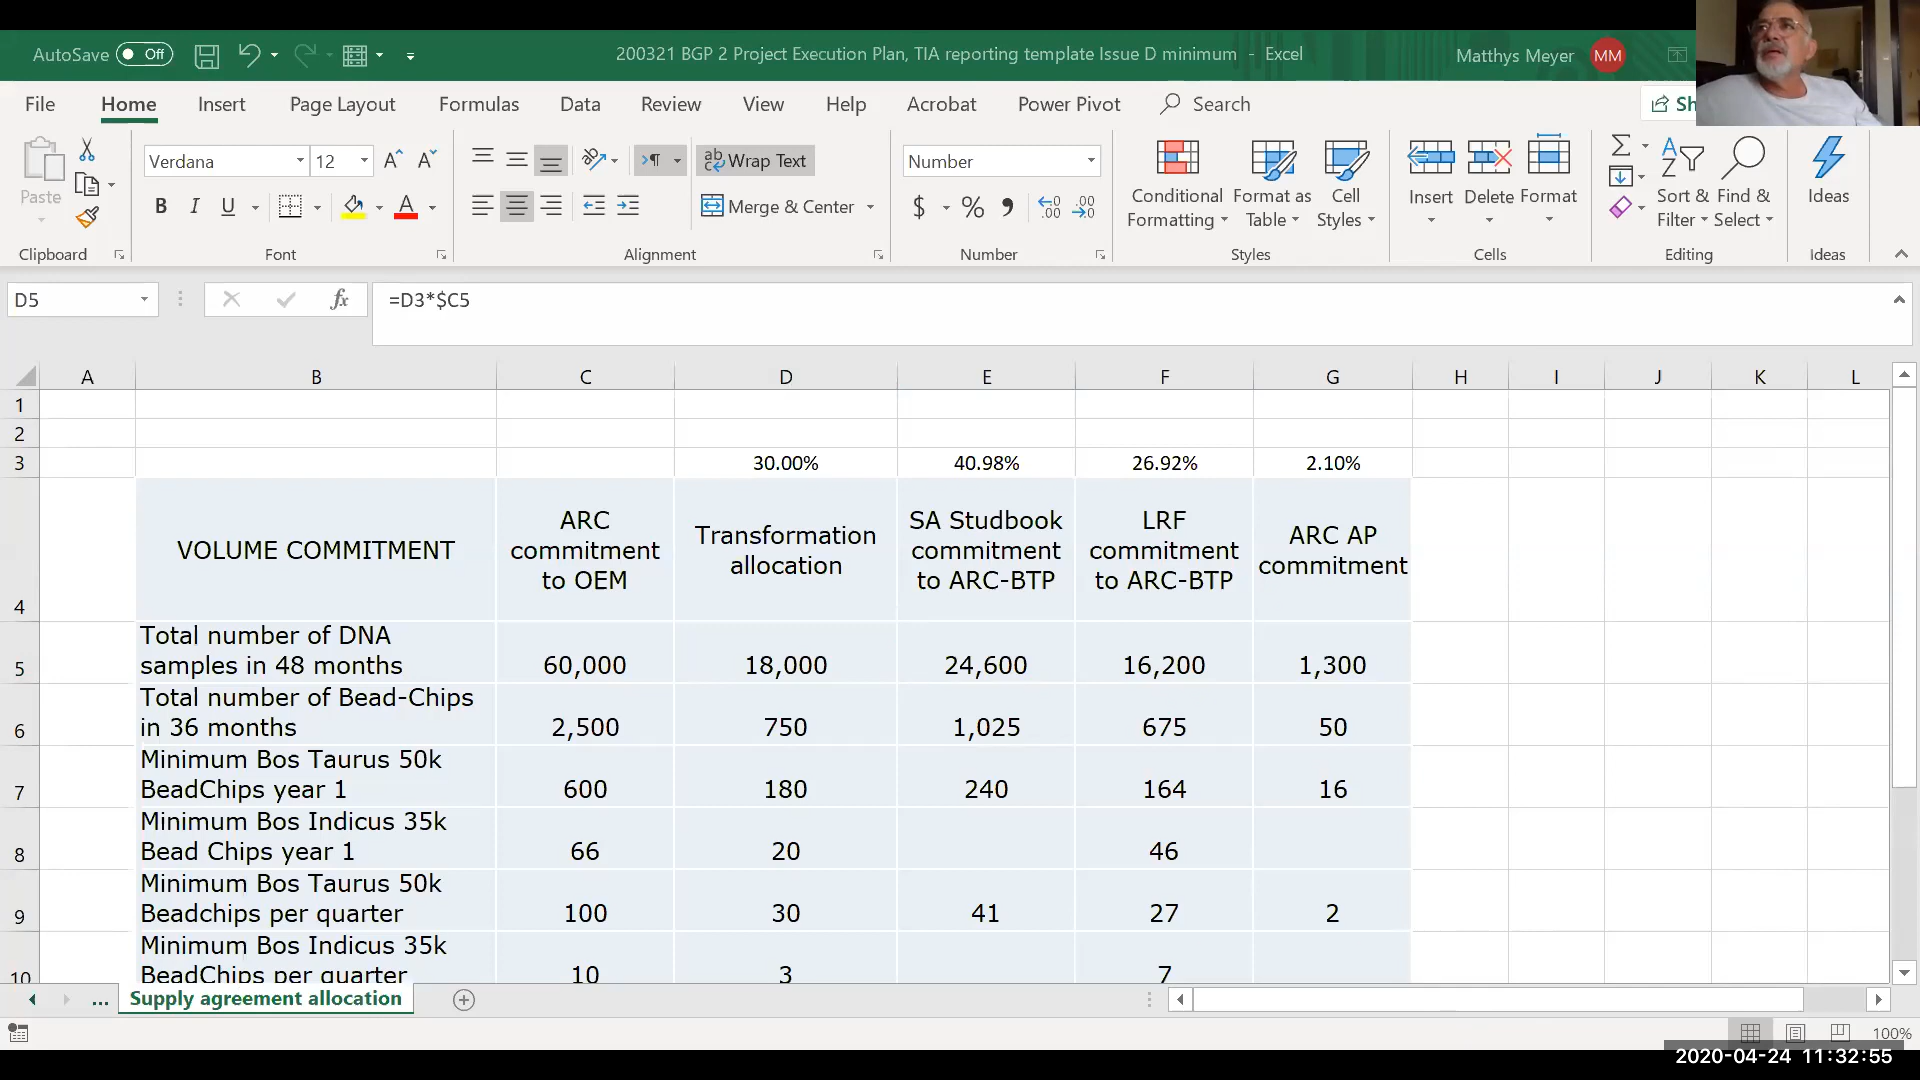 AutoSave Off
200321 BGP 2 Project Execution Plan, TIA reporting template Issue D minimum - Excel
Matthys Meyer MM
File Home Insert Page Layout Formulas Data Review View Help Acrobat Power Pivot Search
Paste
Verdana 12
B I U
Wrap Text
Merge & Center
Number
$ % ,
Conditional Formatting
Format as Table
Cell Styles
Insert
Delete
Format
Sort & Filter
Find & Select
Ideas
Clipboard Font Alignment Number Styles Cells Editing Ideas
D5 fx =D3*$C5
A B C D E F G H I J K L
1
2
3 30.00% 40.98% 26.92% 2.10%
4 VOLUME COMMITMENT
ARC
commitment
to OEM
Transformation
allocation
SA Studbook
commitment
to ARC-BTP
LRF
commitment
to ARC-BTP
ARC AP
commitment
Total number of DNA
5 samples in 48 months 60,000 18,000 24,600 16,200 1,300
Total number of Bead-Chips
6 in 36 months 2,500 750 1,025 675 50
Minimum Bos Taurus 50k
7 BeadChips year 1 600 180 240 164 16
Minimum Bos Indicus 35k
8 Bead Chips year 1 66 20 46
Minimum Bos Taurus 50k
9 Beadchips per quarter 100 30 41 27 2
Minimum Bos Indicus 35k
10 BeadChips per quarter 10 3 7
... Supply agreement allocation
100%
2020-04-24 11:32:55